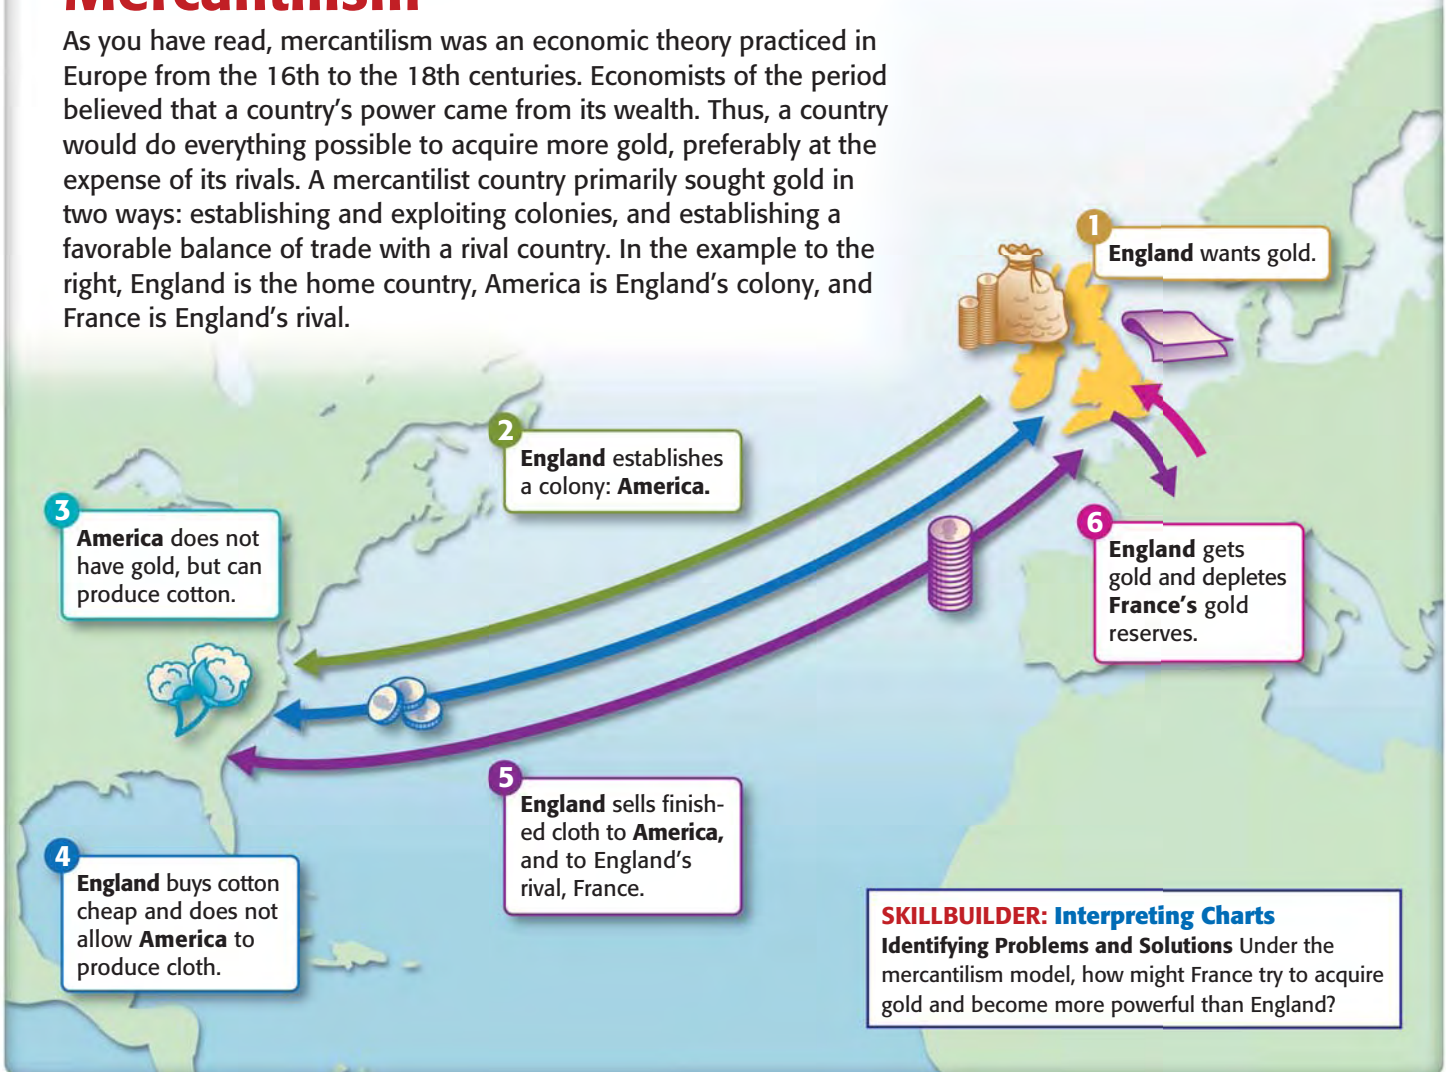 Mercantilism
As you have read, mercantilism was an economic theory practiced in
Europe from the 16th to the 18th centuries. Economists of the period
believed that a country's power came from its wealth. Thus, a country
would do everything possible to acquire more gold, preferably at the
expense of its rivals. A mercantilist country primarily sought gold in
two ways: establishing and exploiting colonies, and establishing a
favorable balance of trade with a rival country. In the example to the
right, England is the home country, America is England's colony, and
France is England's rival.
1
England wants gold.
2
England establishes
a colony: America.
3
America does not
have gold, but can
produce cotton.
4
England buys cotton
cheap and does not
allow America to
produce cloth.
5
England sells finish-
ed cloth to America,
and to England's
rival, France.
6
England gets
gold and depletes
France's gold
reserves.
SKILLBUILDER: Interpreting Charts
Identifying Problems and Solutions Under the
mercantilism model, how might France try to acquire
gold and become more powerful than England?